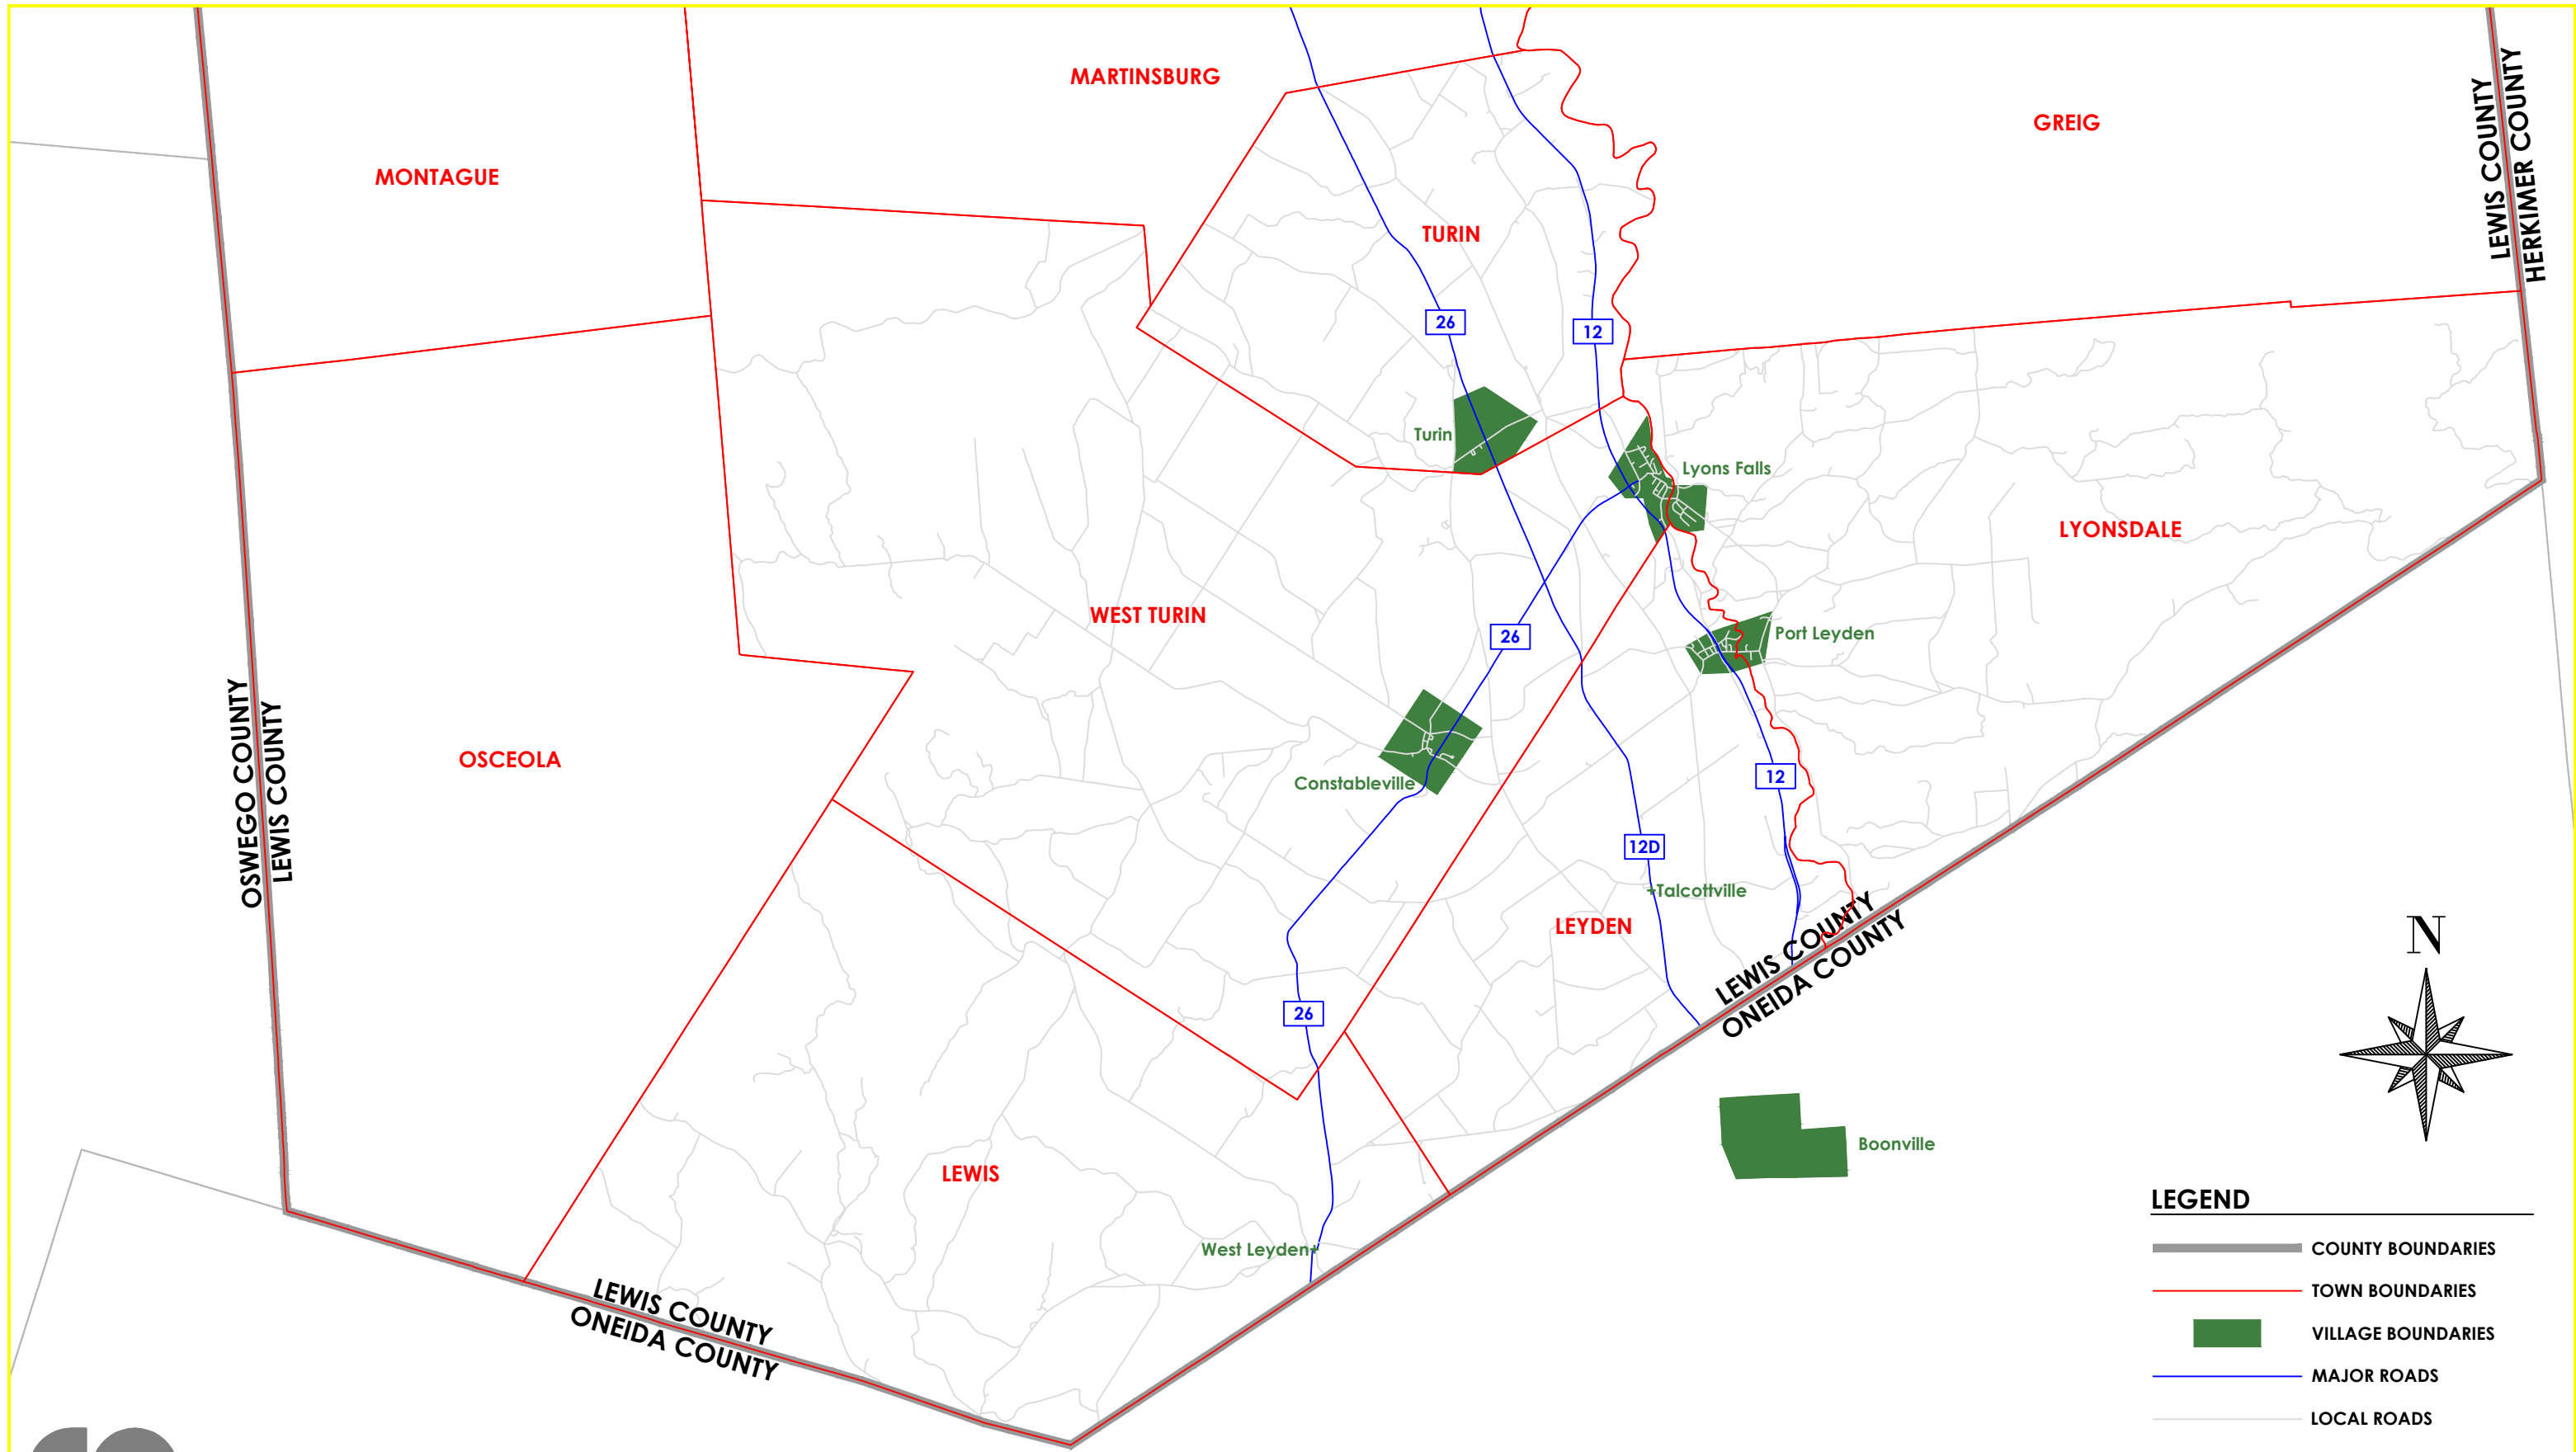 MARTINSBURG
GREIG
LEWIS COUNTY
HERKIMER COUNTY
MONTAGUE
TURIN
26
12
Turin
Lyons Falls
LYONSDALE
WEST TURIN
26
Port Leyden
OSCEOLA
OSWEGO COUNTY
LEWIS COUNTY
Constableville
12
12D
+Talcottville
LEYDEN
LEWIS COUNTY
ONEIDA COUNTY
N
26
Boonville
LEWIS
West Leyden+
LEWIS COUNTY
ONEIDA COUNTY
LEGEND
COUNTY BOUNDARIES
TOWN BOUNDARIES
VILLAGE BOUNDARIES
MAJOR ROADS
LOCAL ROADS